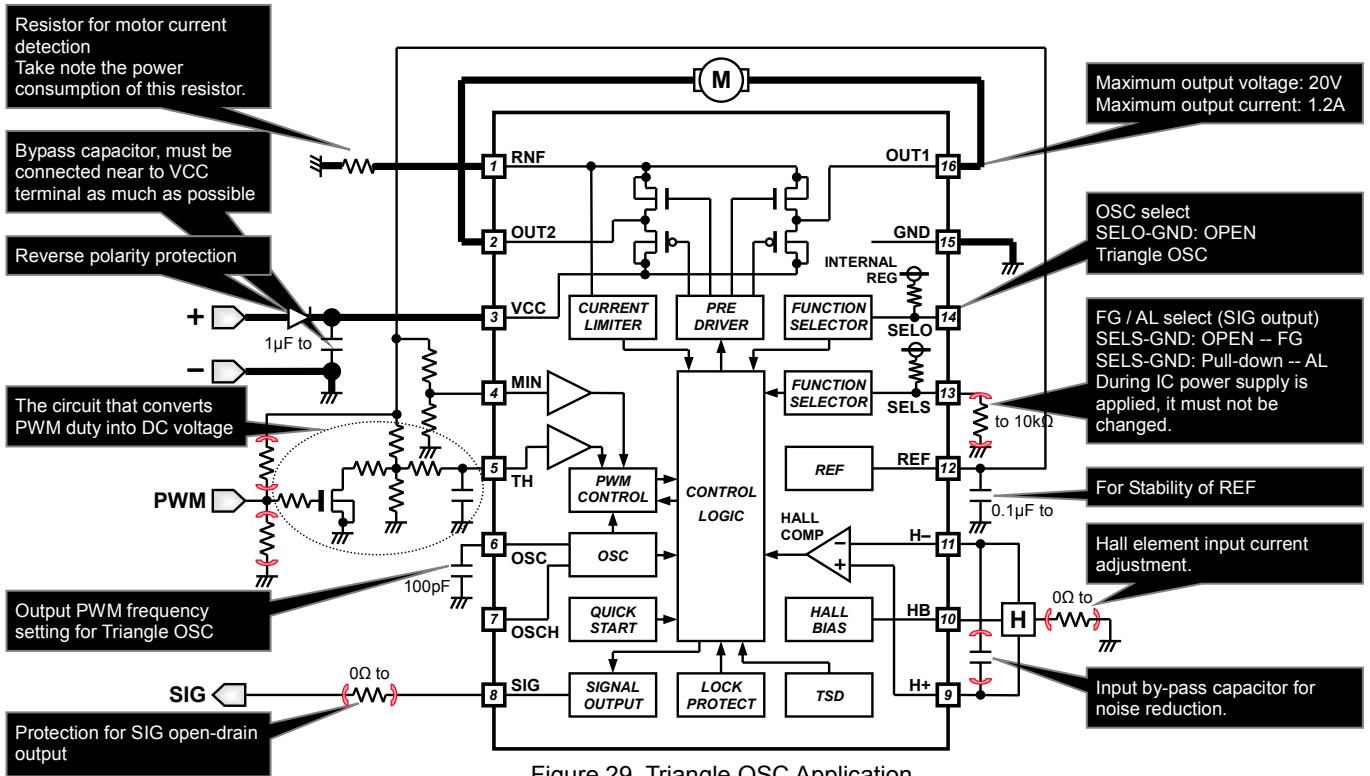 Resistor for motor current
detection
Take note the power
consumption of this resistor.
Bypass capacitor, must be
connected near to VCC
terminal as much as possible
Reverse polarity protection
+
1µF to
–
The circuit that converts
PWM duty into DC voltage
PWM
Output PWM frequency
setting for Triangle OSC
100pF
SIG
0Ω to
Protection for SIG open-drain
output
M
1 RNF
2 OUT2
3 VCC
4 MIN
5 TH
6 OSC
7 OSCH
8 SIG
CURRENT
LIMITER
PRE
DRIVER
FUNCTION
SELECTOR
INTERNAL
REG
FUNCTION
SELECTOR
PWM
CONTROL
CONTROL
LOGIC
REF
HALL
COMP
–
+
OSC
QUICK
START
HALL
BIAS
SIGNAL
OUTPUT
LOCK
PROTECT
TSD
OUT1 16
GND 15
SELO 14
SELS 13
REF 12
H– 11
HB 10
H+ 9
to 10kΩ
0.1µF to
H
0Ω to
Maximum output voltage: 20V
Maximum output current: 1.2A
OSC select
SELO-GND: OPEN
Triangle OSC
FG / AL select (SIG output)
SELS-GND: OPEN -- FG
SELS-GND: Pull-down -- AL
During IC power supply is
applied, it must not be
changed.
For Stability of REF
Hall element input current
adjustment.
Input by-pass capacitor for
noise reduction.
Figure 29. Triangle OSC Application